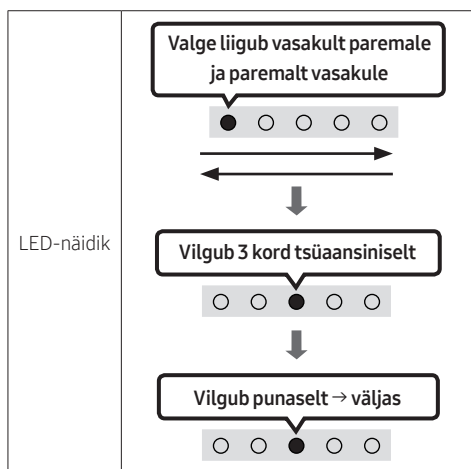 Valge liigub vasakult paremale
ja paremalt vasakule
LED-näidik
Vilgub 3 kord tsüaansiniselt
Vilgub punaselt → väljas